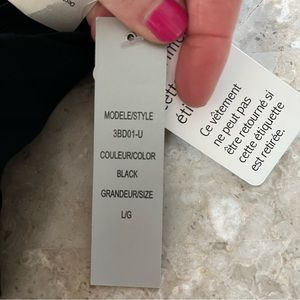 MODELE/STYLE
3BD01-U
COULEUR/COLOR
BLACK
GRANDEUR/SIZE
L/G
Ce vêtement
ne peut pas
être retourné si
cette étiquette
est retirée.